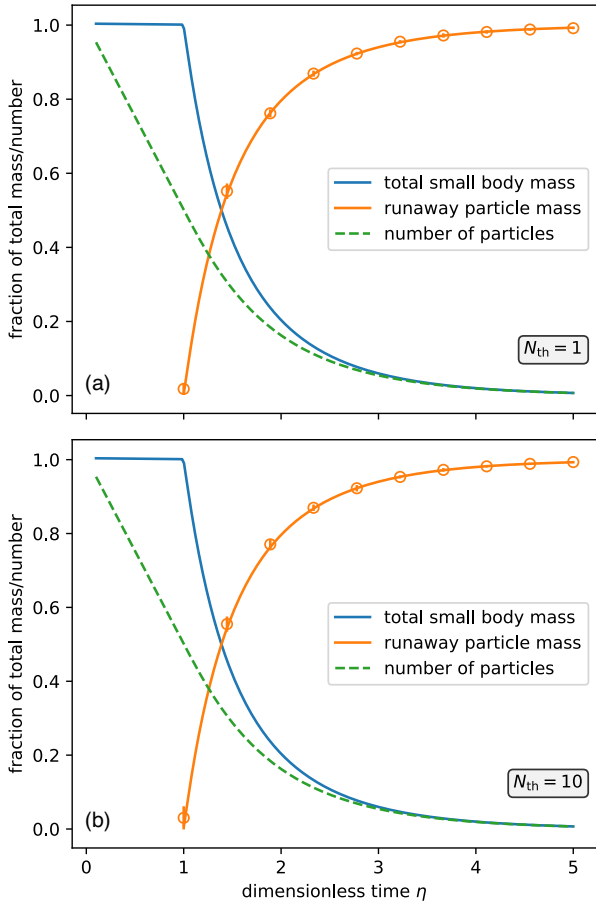 fraction of total mass/number
1.0
0.8
0.6
0.4
0.2
0.0
total small body mass
runaway particle mass
number of particles
N_th = 1
(a)
fraction of total mass/number
1.0
0.8
0.6
0.4
0.2
0.0
total small body mass
runaway particle mass
number of particles
N_th = 10
(b)
0 1 2 3 4 5
dimensionless time η